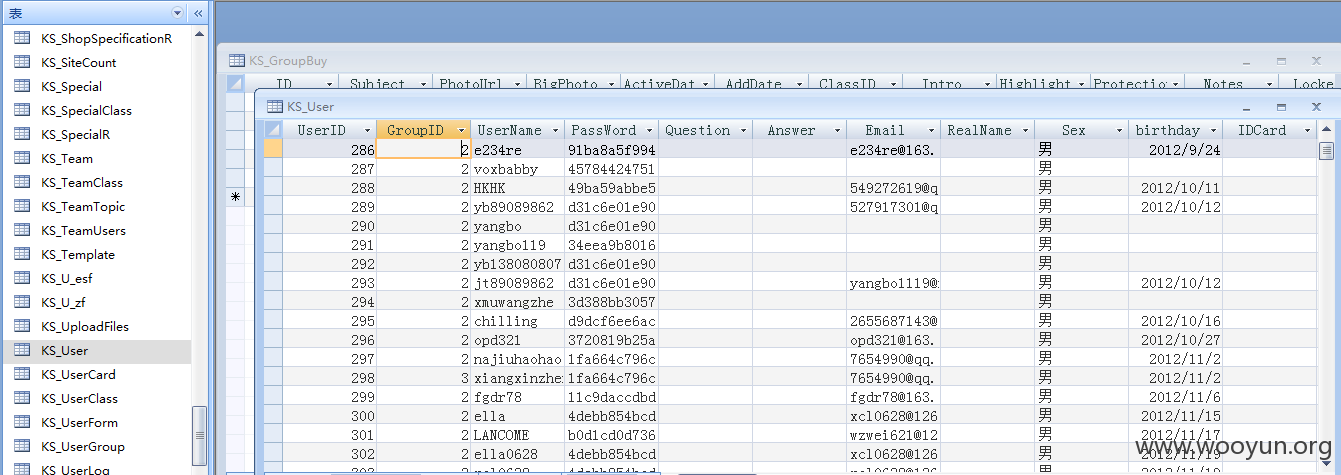 表
KS_ShopSpecificationR
KS_SiteCount
KS_Special
KS_SpecialClass
KS_SpecialR
KS_Team
KS_TeamClass
KS_TeamTopic
KS_TeamUsers
KS_Template
KS_U_esf
KS_U_zf
KS_UploadFiles
KS_User
KS_UserCard
KS_UserClass
KS_UserForm
KS_UserGroup
KS_UserLog
KS_GroupBuy
ID Subject PhotoUrl BigPhoto ActiveDat AddDate ClassID Intro Highlight Protection Notes Locke
KS_User
UserID GroupID UserName PassWord Question Answer Email RealName Sex birthday IDCard
286 2 e234re 91ba8a5f994 e234re@163. 男 2012/9/24
287 2 voxbabby 45784424751 男
288 2 HKHK 49ba59abbe5 549272619@q 男 2012/10/11
289 2 yb89089862 d31c6e01e90 527917301@q 男 2012/10/12
290 2 yangbo d31c6e01e90 男
291 2 yangbo119 34eea9b8016 男
292 2 yb138080807 d31c6e01e90 男
293 2 jt89089862 d31c6e01e90 yangbo1119@ 男 2012/10/12
294 2 xmuwangzhe 3d388bb3057 男
295 2 chilling d9dcf6ee6ac 2655687143@ 男 2012/10/16
296 2 opd321 3720819b25a opd321@163. 男 2012/10/27
297 2 najiuhaohao 1fa664c796c 7654990@qq. 男 2012/11/2
298 3 xiangxinzhe 1fa664c796c 7654990@qq. 男 2012/11/2
299 2 fgdr78 11c9daccdbd fgdr78@163. 男 2012/11/6
300 2 ella 4debb854bcd xcl0628@126 男 2012/11/15
301 2 LANCOME b0d1cd0d736 wzwei621@12 男 2012/11/17
302 2 ella0628 4debb854bcd xcl0628@126 男 2012/11/19
www.wooyun.org